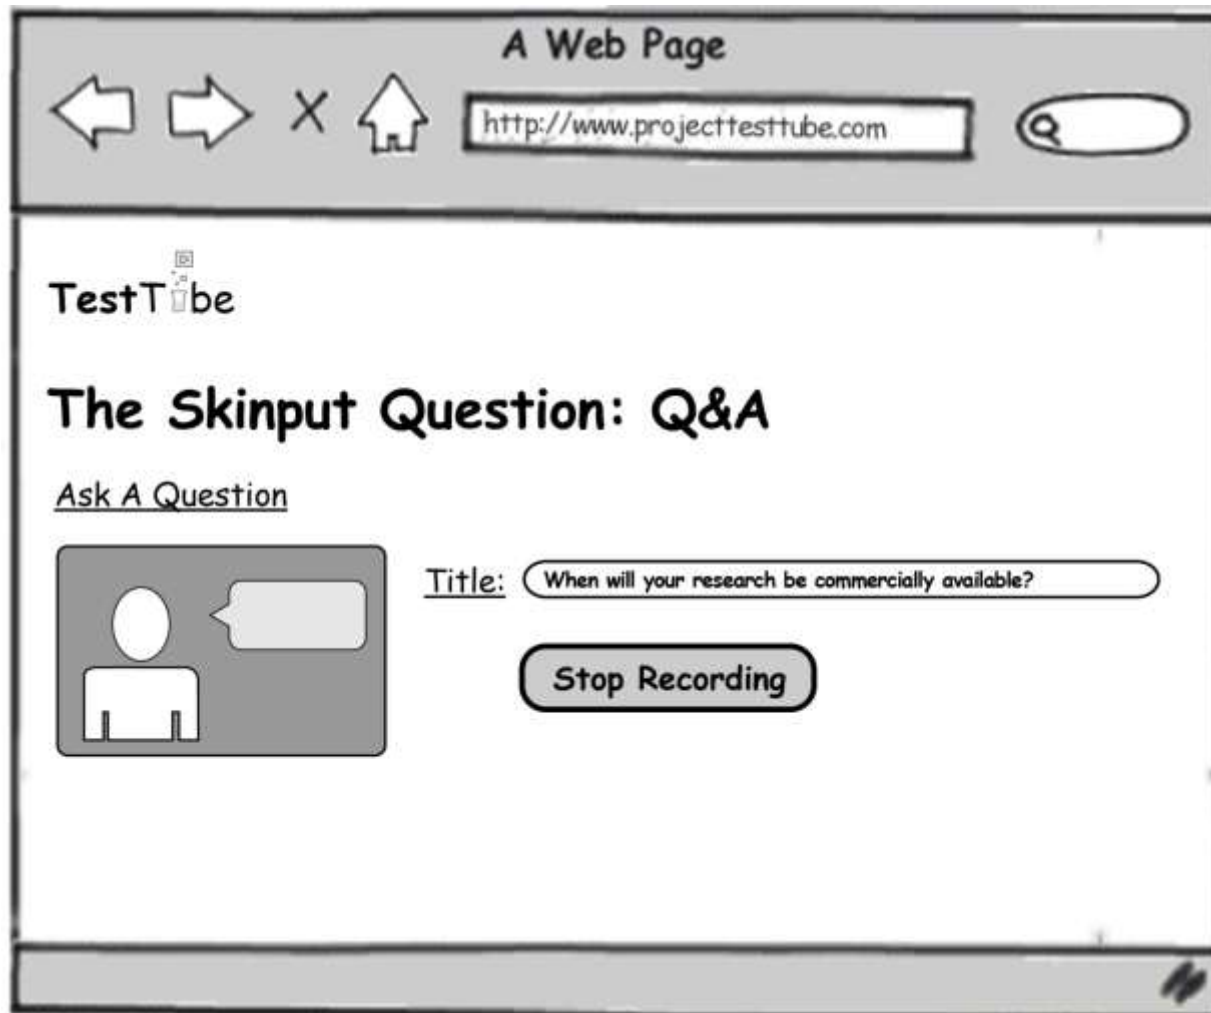 A Web Page
http://www.projecttesttube.com
TestTbe
The Skinput Question: Q&A
Ask A Question
Title: When will your research be commercially available?
Stop Recording